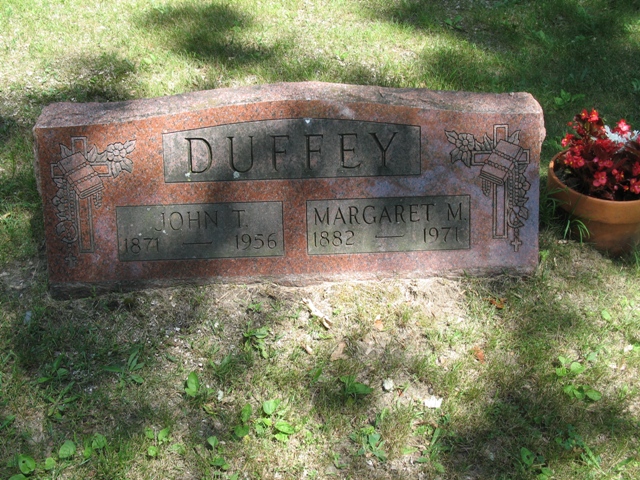 DUFFEY
JOHN T.
1871 — 1956
MARGARET M.
1882 — 1971